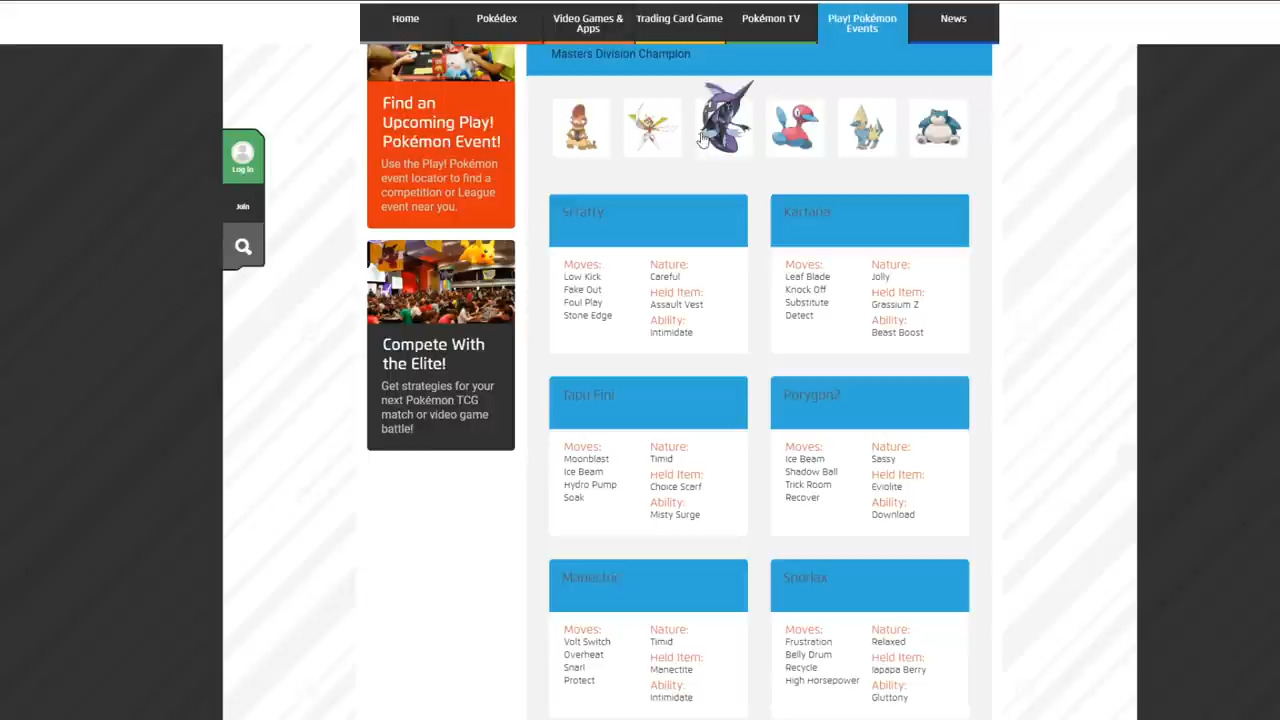 Home
Pokédex
Video Games & Apps
Trading Card Game
Pokémon TV
Play! Pokémon Events
News
Log in
Join
Find an
Upcoming Play!
Pokémon Event!
Use the Play! Pokémon
event locator to find a
competition or League
event near you.
Compete With
the Elite!
Get strategies for your
next Pokémon TCG
match or video game
battle!
Masters Division Champion
Scrafty
Moves:
Low Kick
Fake Out
Foul Play
Stone Edge
Nature:
Careful
Held Item:
Assault Vest
Ability:
Intimidate
Kartana
Moves:
Leaf Blade
Knock Off
Substitute
Detect
Nature:
Jolly
Held Item:
Grassium Z
Ability:
Beast Boost
Tapu Fini
Moves:
Moonblast
Ice Beam
Hydro Pump
Soak
Nature:
Timid
Held Item:
Choice Scarf
Ability:
Misty Surge
Porygon2
Moves:
Ice Beam
Shadow Ball
Trick Room
Recover
Nature:
Sassy
Held Item:
Eviolite
Ability:
Download
Manectric
Moves:
Volt Switch
Overheat
Snarl
Protect
Nature:
Timid
Held Item:
Manectite
Ability:
Intimidate
Snorlax
Moves:
Frustration
Belly Drum
Recycle
High Horsepower
Nature:
Relaxed
Held Item:
Iapapa Berry
Ability:
Gluttony